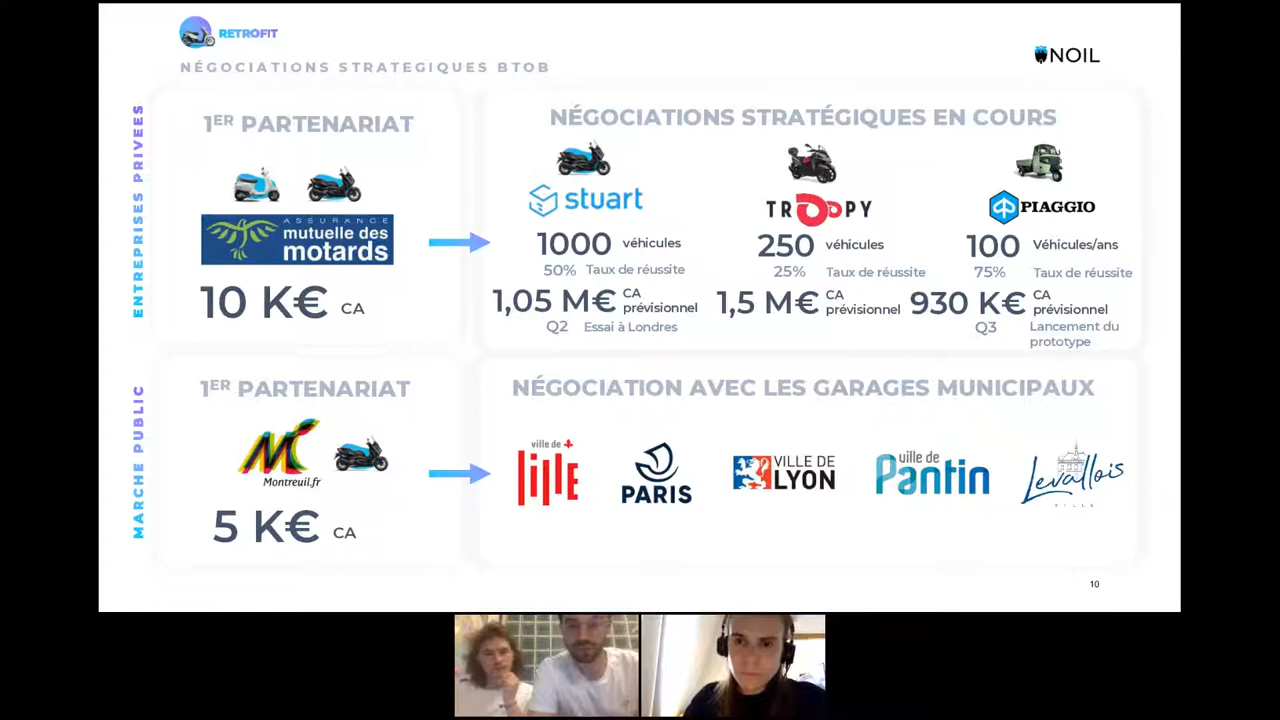 RETROFIT
NOIL
NÉGOCIATIONS STRATEGIQUES BTOB
ENTREPRISES PRIVEES
1ER PARTENARIAT
ASSURANCE
mutuelle des
motards
10 K€ CA
NÉGOCIATIONS STRATÉGIQUES EN COURS
stuart
1000 véhicules
50% Taux de réussite
1,05 M€ CA prévisionnel
Q2 Essai à Londres
TROOPY
250 véhicules
25% Taux de réussite
1,5 M€ CA prévisionnel
PIAGGIO
100 Véhicules/ans
75% Taux de réussite
930 K€ CA prévisionnel
Q3 Lancement du
prototype
MARCHE PUBLIC
1ER PARTENARIAT
Montreuil.fr
5 K€ CA
NÉGOCIATION AVEC LES GARAGES MUNICIPAUX
ville de
lille
PARIS
VILLE DE
LYON
ville de
Pantin
Levallois
10